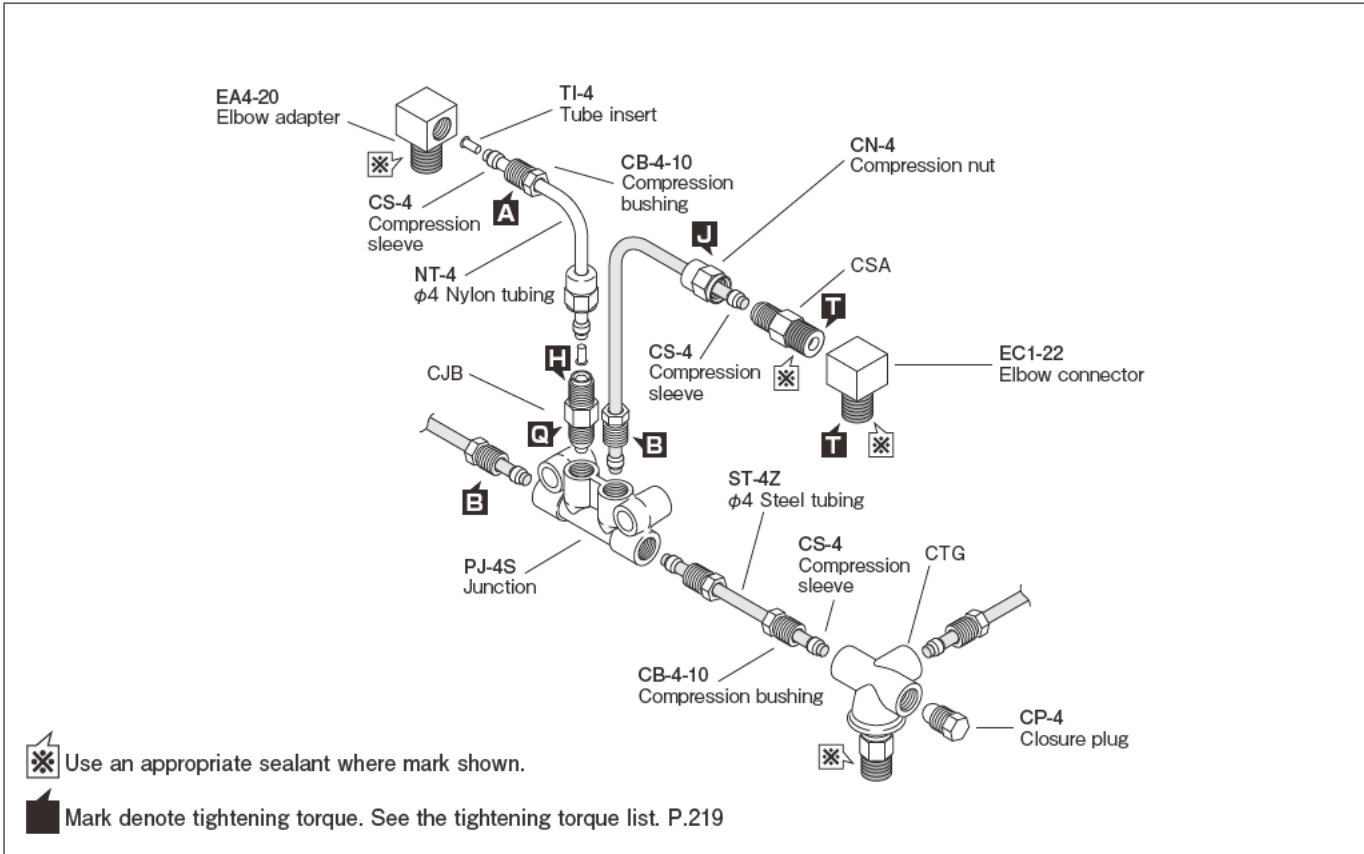 EA4-20
Elbow adapter
TI-4
Tube insert
CB-4-10
Compression
bushing
CN-4
Compression nut
※
CS-4
Compression
sleeve
A
NT-4
φ4 Nylon tubing
J
CSA
T
CS-4
Compression
sleeve
※
EC1-22
Elbow connector
T
※
H
CJB
Q
B
B
ST-4Z
φ4 Steel tubing
PJ-4S
Junction
CS-4
Compression
sleeve
CTG
CB-4-10
Compression bushing
CP-4
Closure plug
※
※ Use an appropriate sealant where mark shown.
Mark denote tightening torque. See the tightening torque list. P.219